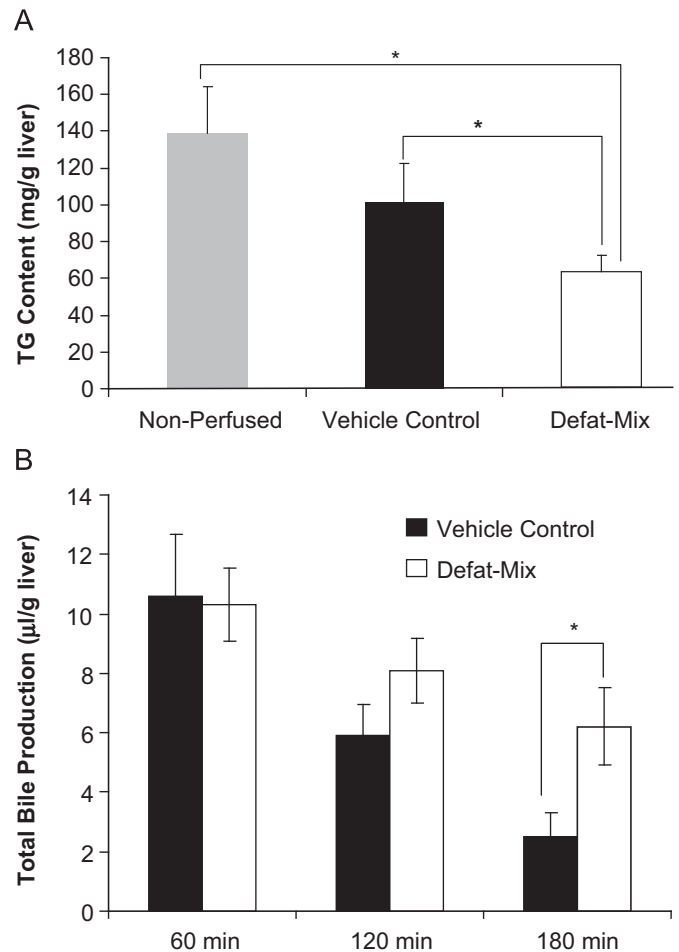 A
TG Content (mg/g liver)
180
160
140
120
100
80
60
40
20
0
*
*
Non-Perfused Vehicle Control Defat-Mix
B
Total Bile Production (µl/g liver)
14
12
10
8
6
4
2
0
Vehicle Control
Defat-Mix
*
60 min 120 min 180 min